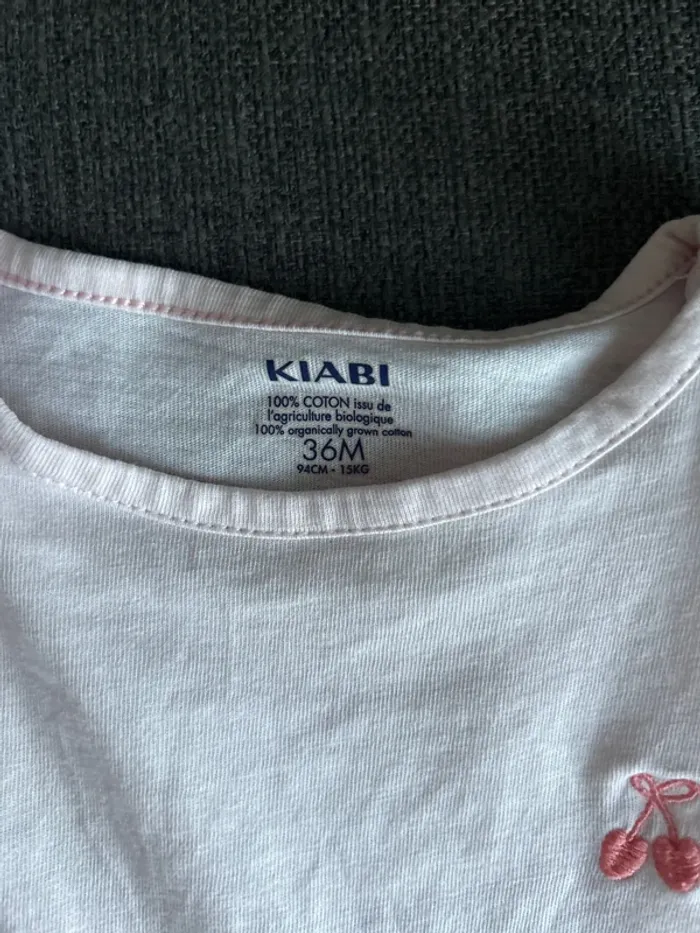 KIABI
100% COTON issu de
l'agriculture biologique
100% organically grown cotton
36M
94CM - 15KG